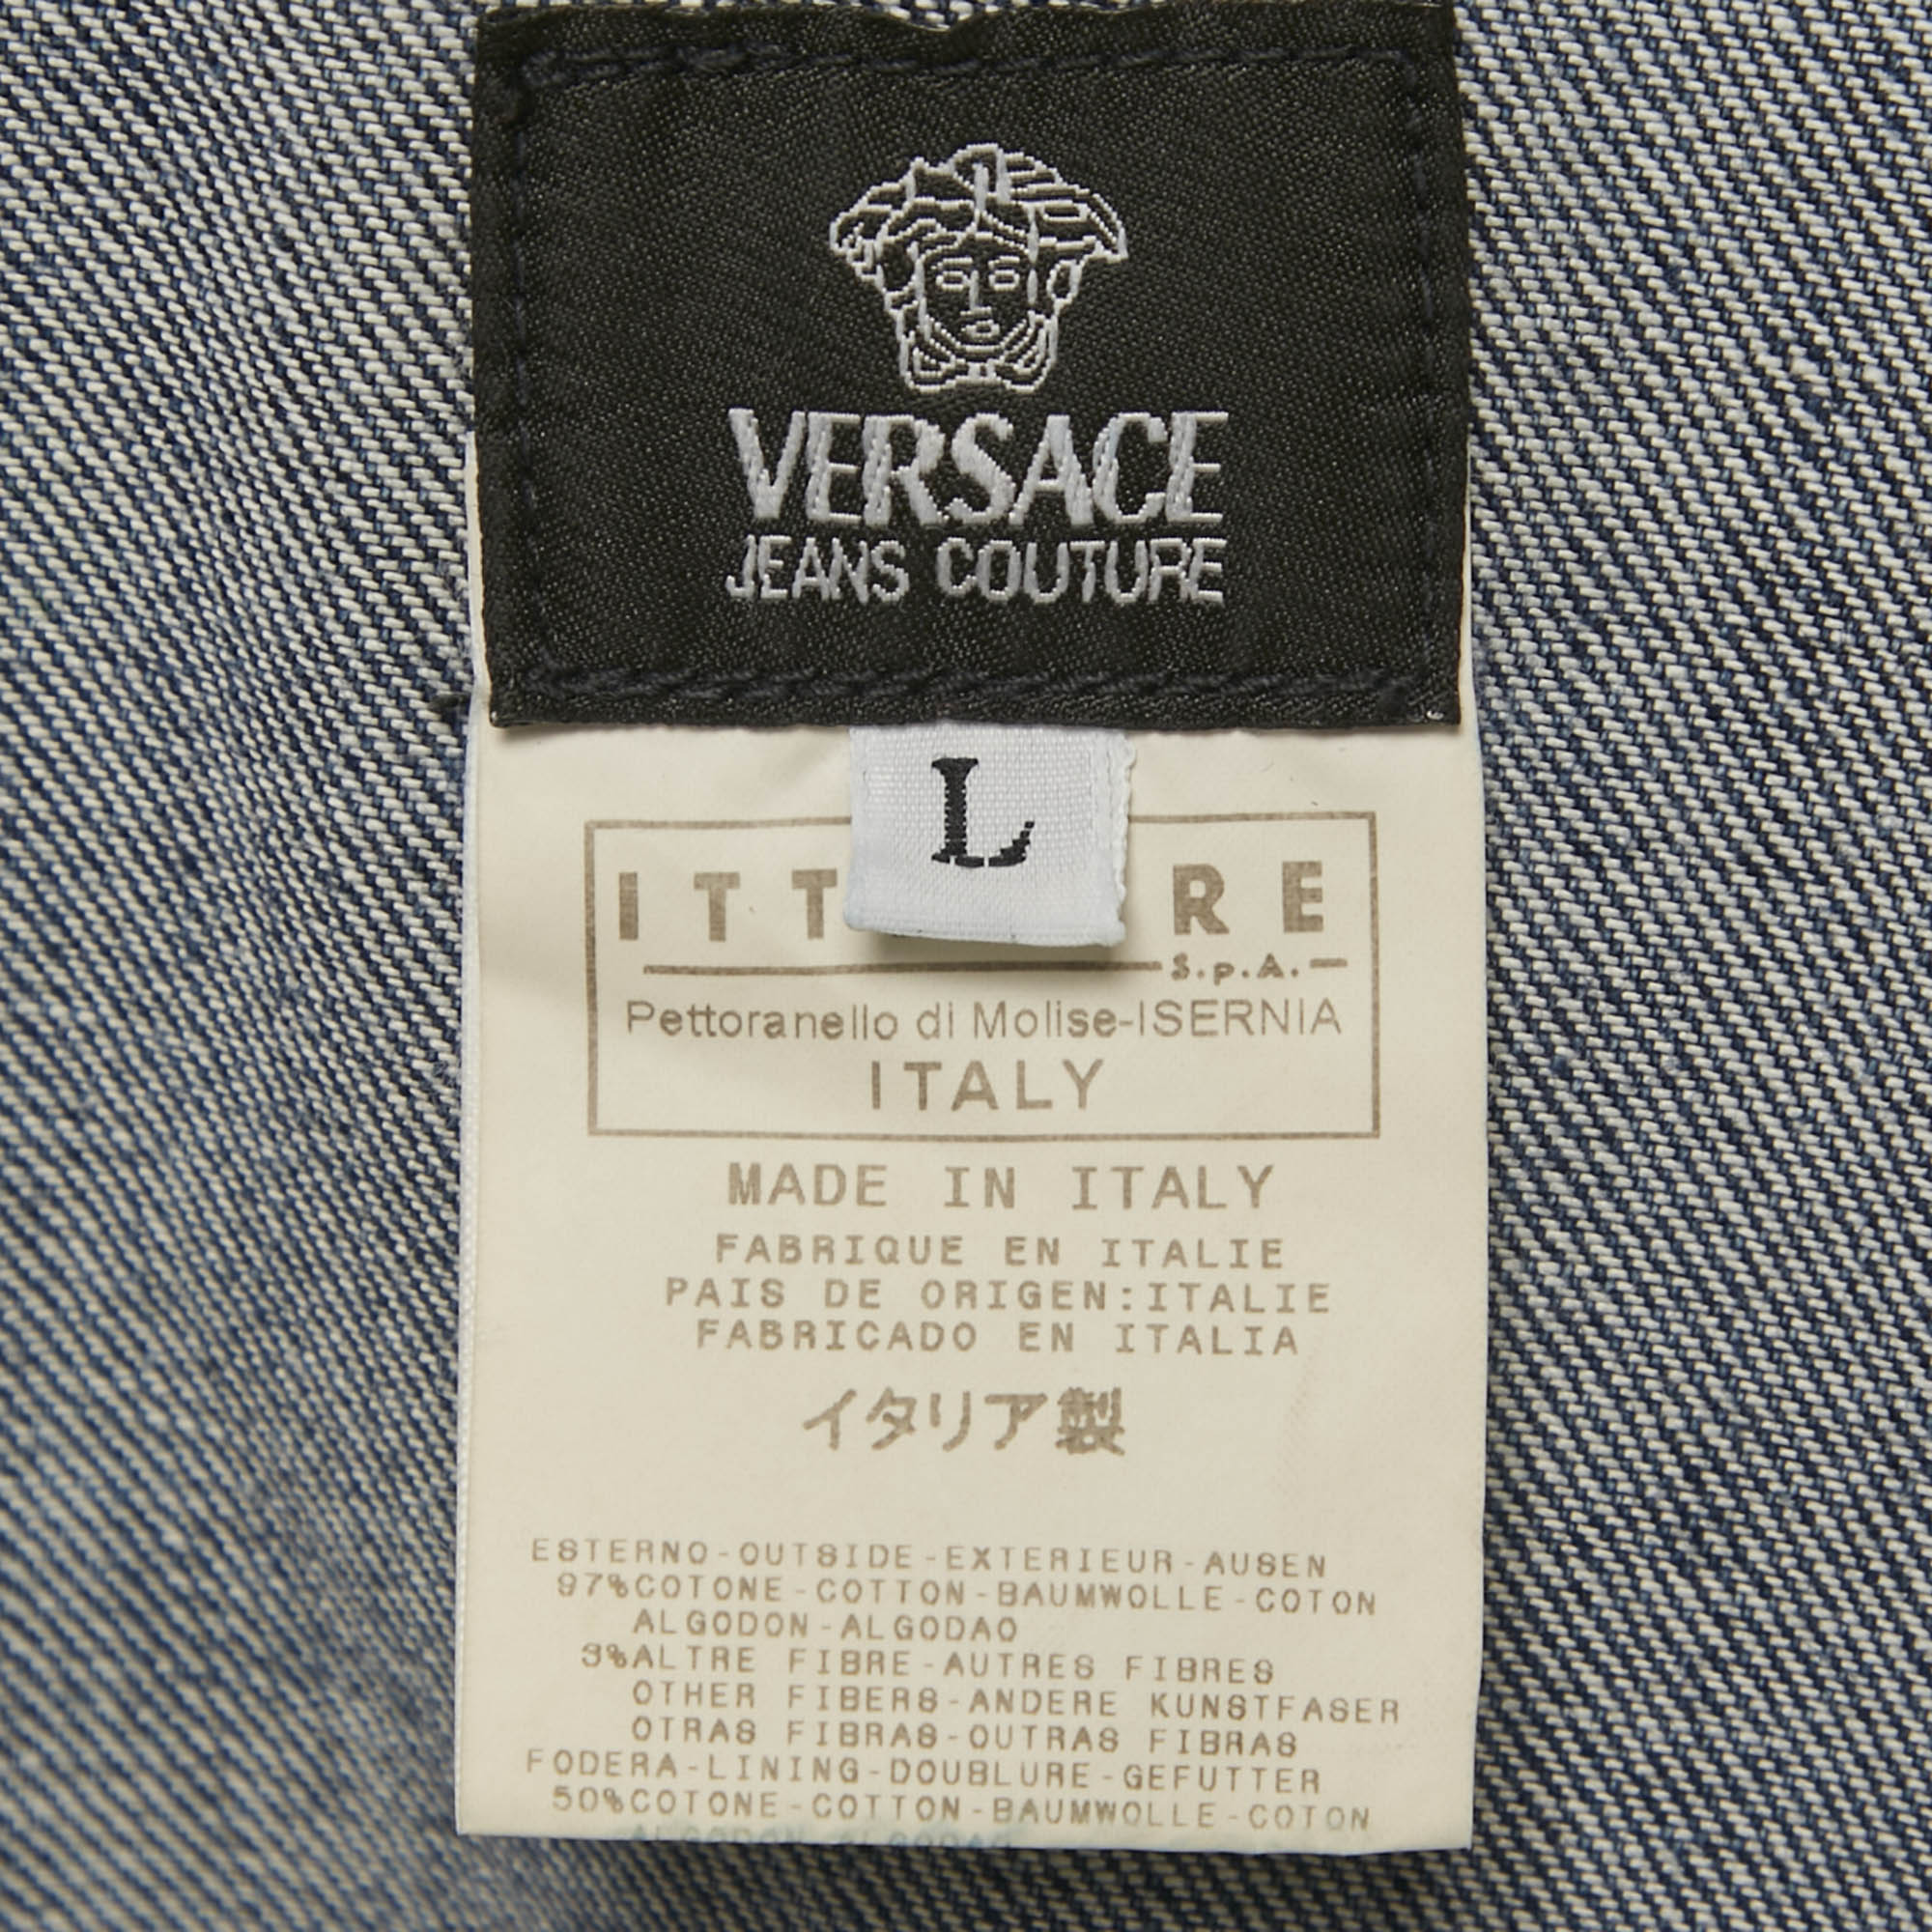 VERSACE
JEANS COUTURE
L
ITT RE
S.p.A.
Pettoranello di Molise-ISERNIA
ITALY
MADE IN ITALY
FABRIQUE EN ITALIE
PAIS DE ORIGEN:ITALIE
FABRICADO EN ITALIA
イタリア製
ESTERNO-OUTSIDE-EXTERIEUR-AUSEN
97%COTONE-COTTON-BAUMWOLLE-COTON
ALGODON-ALGODAO
3%ALTRE FIBRE-AUTRES FIBRES
OTHER FIBERS-ANDERE KUNSTFASER
OTRAS FIBRAS-OUTRAS FIBRAS
FODERA-LINING-DOUBLURE-GEFUTTER
50%COTONE-COTTON-BAUMWOLLE-COTON
ALGODON-ALGODAO